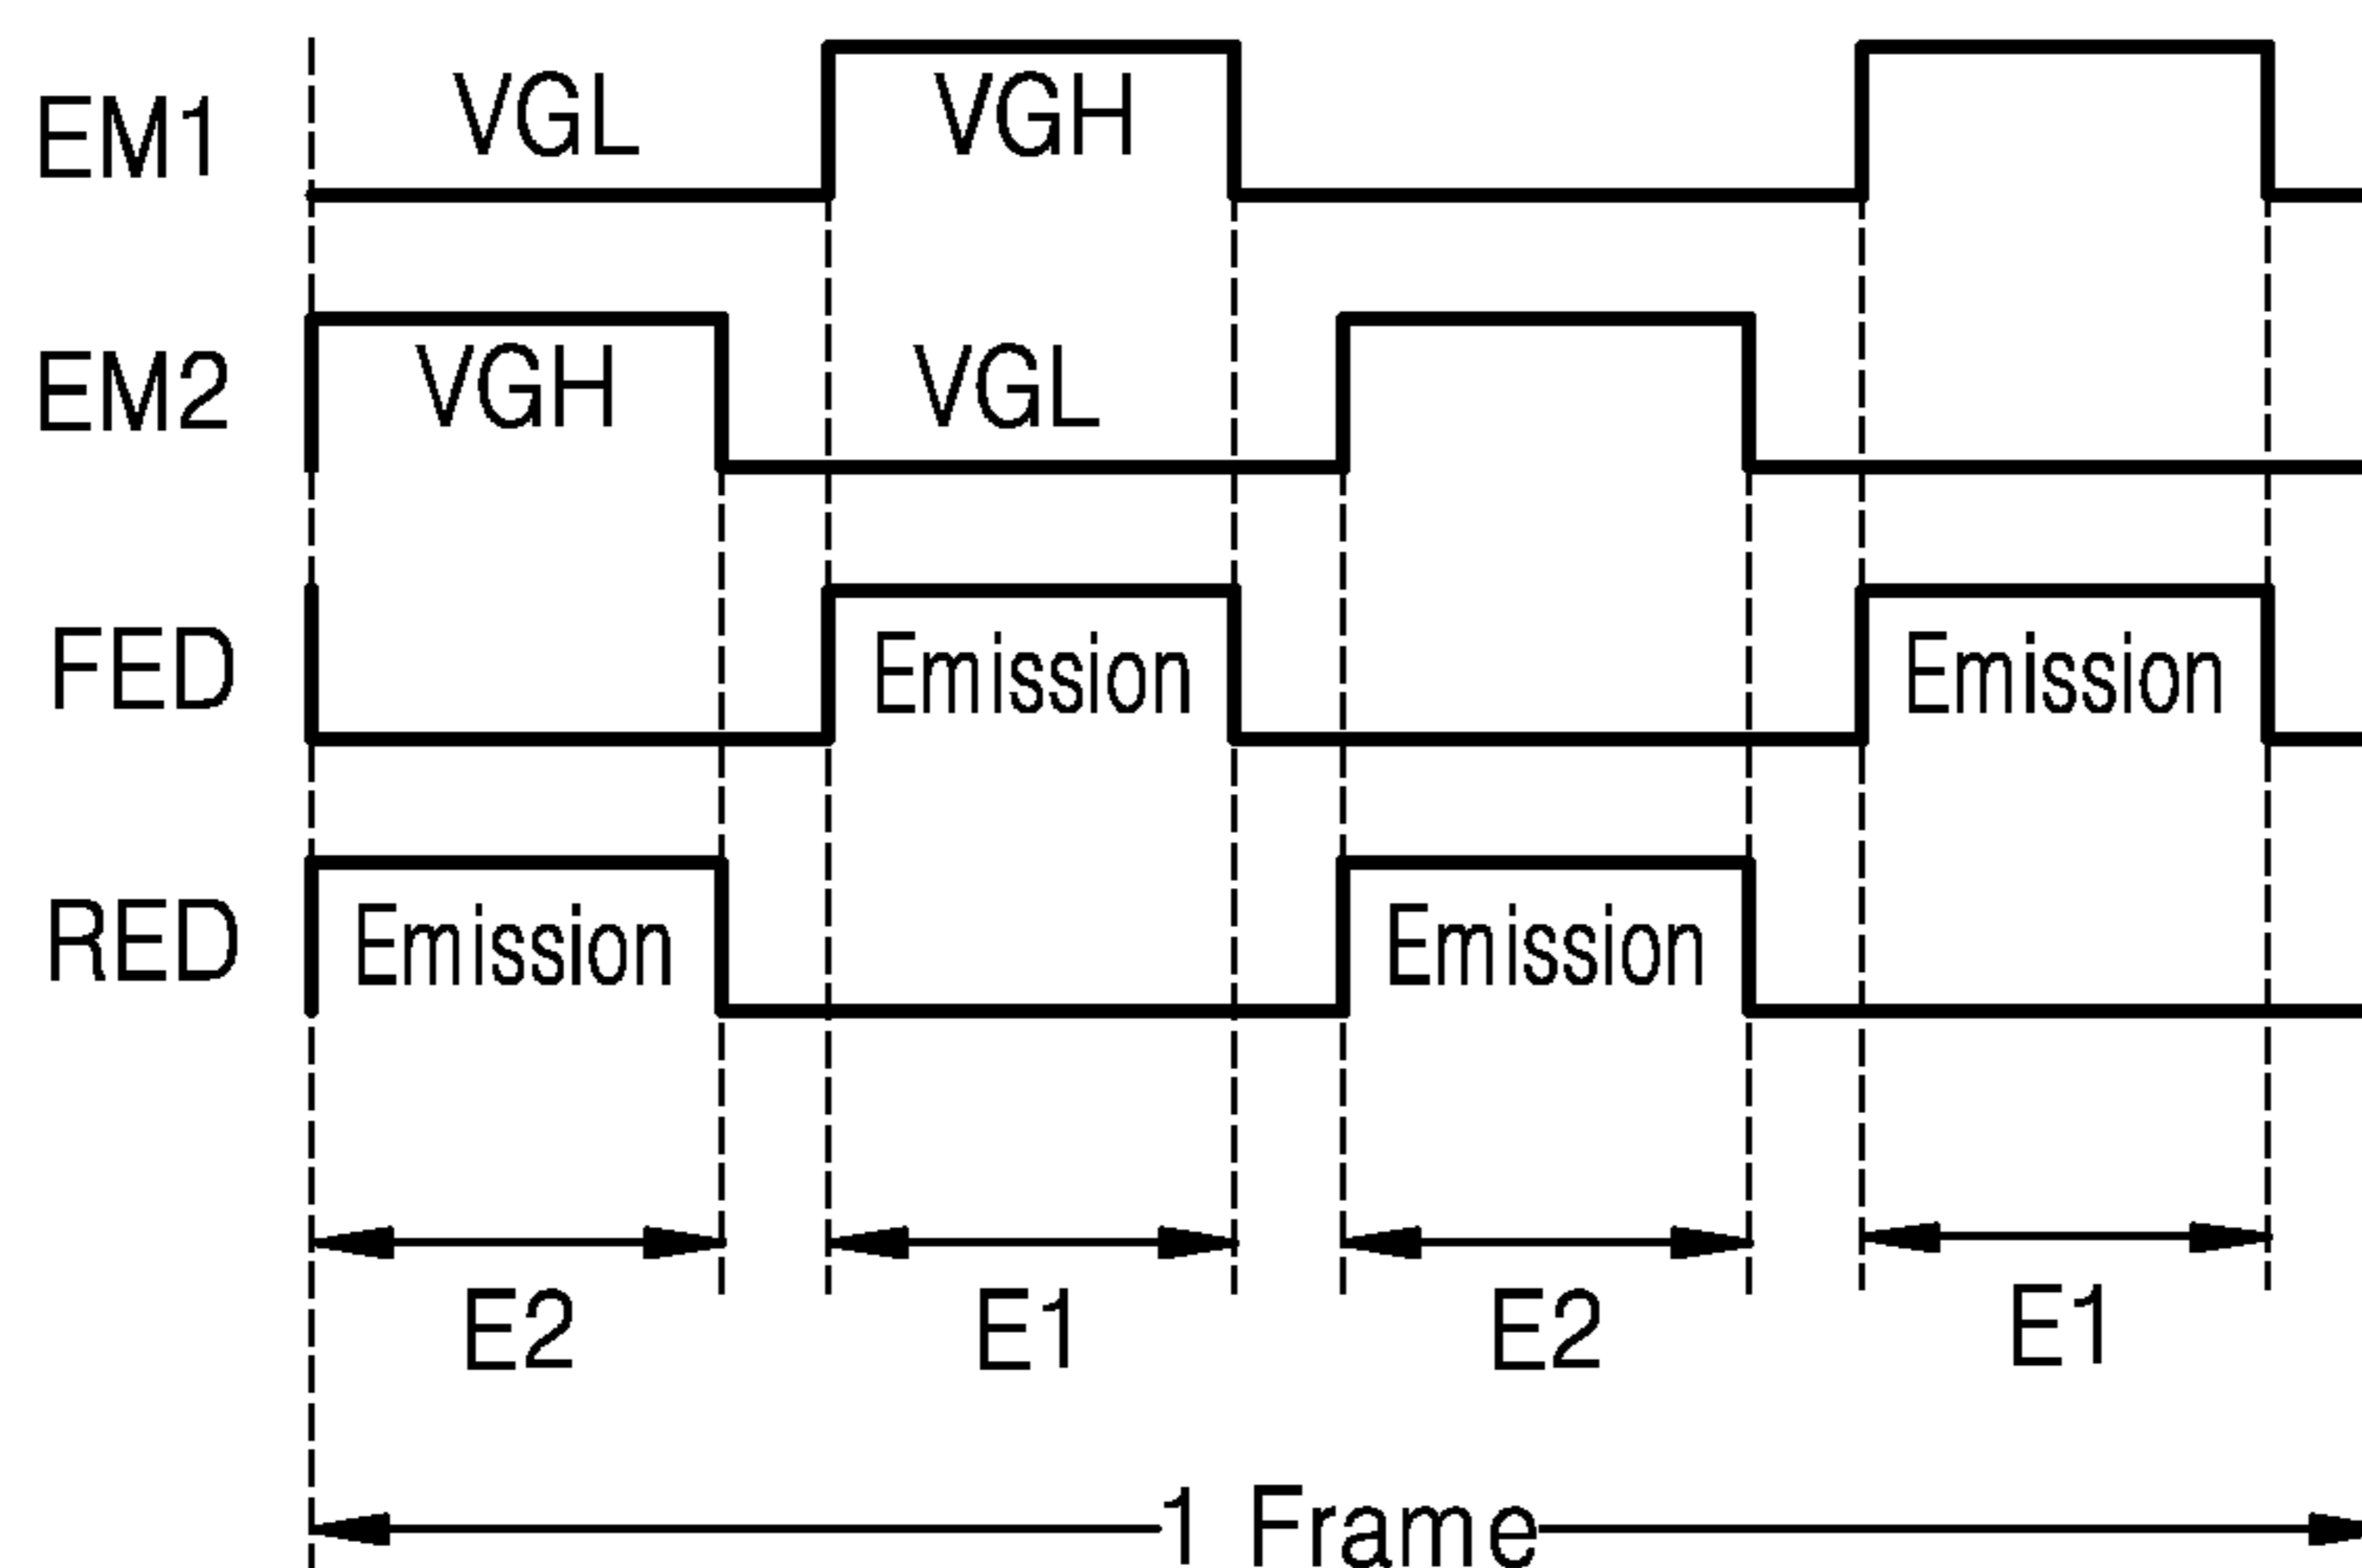 EM1 VGL VGH
EM2 VGH VGL
FED Emission Emission
RED Emission Emission
E2 E1 E2 E1
1 Frame